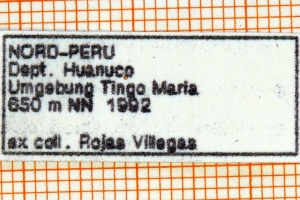 NORD-PERU
Dept. Huanuco
Umgebung Tingo Maria
650 m NN 1992
ex coll. Rojas Villegas